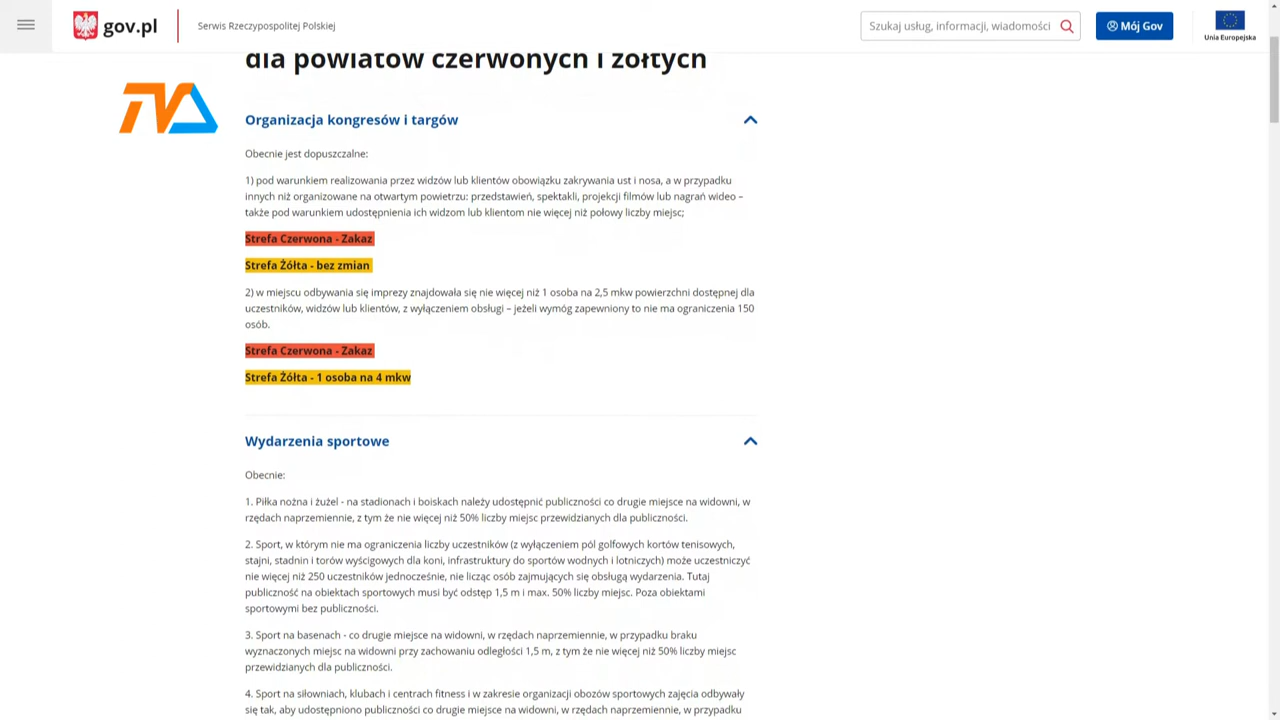 gov.pl
Serwis Rzeczypospolitej Polskiej
Szukaj usług, informacji, wiadomości
Mój Gov
Unia Europejska
dla powiatów czerwonych i żółtych
TVA
Organizacja kongresów i targów
Obecnie jest dopuszczalne:
1) pod warunkiem realizowania przez widzów lub klientów obowiązku zakrywania ust i nosa, a w przypadku
innych niż organizowane na otwartym powietrzu: przedstawień, spektakli, projekcji filmów lub nagrań wideo –
także pod warunkiem udostępnienia ich widzom lub klientom nie więcej niż połowy liczby miejsc;
Strefa Czerwona - Zakaz
Strefa Żółta - bez zmian
2) w miejscu odbywania się imprezy znajdowała się nie więcej niż 1 osoba na 2,5 mkw powierzchni dostępnej dla
uczestników, widzów lub klientów, z wyłączeniem obsługi – jeżeli wymóg zapewniony to nie ma ograniczenia 150
osób.
Strefa Czerwona - Zakaz
Strefa Żółta - 1 osoba na 4 mkw
Wydarzenia sportowe
Obecnie:
1. Piłka nożna i żużel - na stadionach i boiskach należy udostępnić publiczności co drugie miejsce na widowni, w
rzędach naprzemiennie, z tym że nie więcej niż 50% liczby miejsc przewidzianych dla publiczności.
2. Sport, w którym nie ma ograniczenia liczby uczestników (z wyłączeniem pól golfowych kortów tenisowych,
stajni, stadnin i torów wyścigowych dla koni, infrastruktury do sportów wodnych i lotniczych) może uczestniczyć
nie więcej niż 250 uczestników jednocześnie, nie licząc osób zajmujących się obsługą wydarzenia. Tutaj
publiczność na obiektach sportowych musi być odstęp 1,5 m i max. 50% liczby miejsc. Poza obiektami
sportowymi bez publiczności.
3. Sport na basenach - co drugie miejsce na widowni, w rzędach naprzemiennie, w przypadku braku
wyznaczonych miejsc na widowni przy zachowaniu odległości 1,5 m, z tym że nie więcej niż 50% liczby miejsc
przewidzianych dla publiczności.
4. Sport na siłowniach, klubach i centrach fitness i w zakresie organizacji obozów sportowych zajęcia odbywały
się tak, aby udostępniono publiczności co drugie miejsce na widowni, w rzędach naprzemiennie, w przypadku